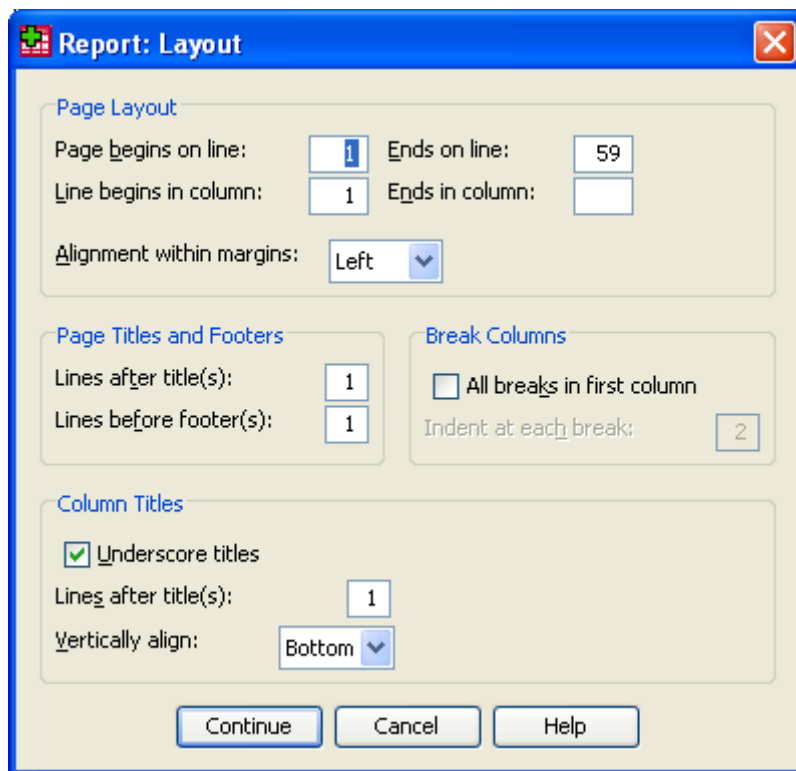 Report: Layout
Page Layout
Page begins on line: 1 Ends on line: 59
Line begins in column: 1 Ends in column:
Alignment within margins: Left
Page Titles and Footers
Lines after title(s): 1
Lines before footer(s): 1
Break Columns
All breaks in first column
Indent at each break: 2
Column Titles
Underscore titles
Lines after title(s): 1
Vertically align: Bottom
Continue Cancel Help